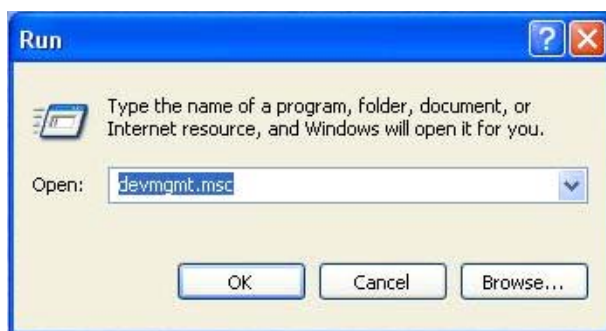 Run
Type the name of a program, folder, document, or
Internet resource, and Windows will open it for you.
Open: devmgmt.msc
OK Cancel Browse...